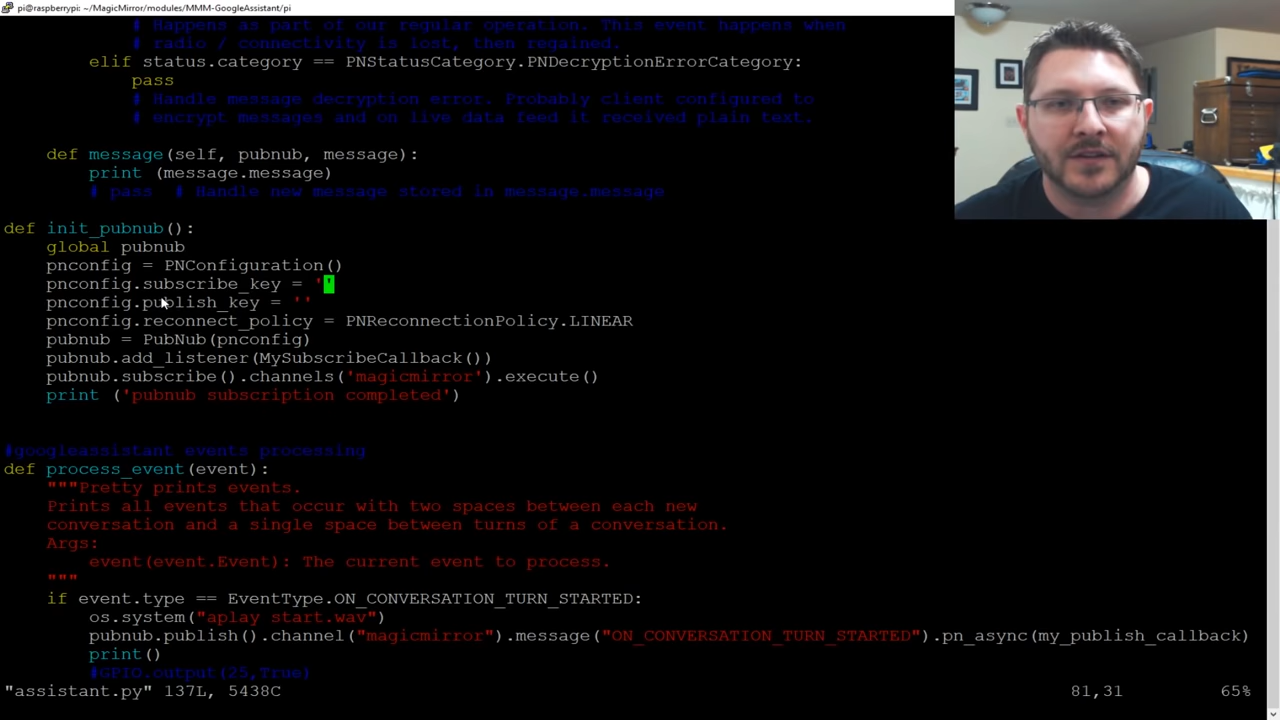 pi@raspberrypi: ~/MagicMirror/modules/MMM-GoogleAssistant/pi
# Happens as part of our regular operation. This event happens when
# radio / connectivity is lost, then regained.
elif status.category == PNStatusCategory.PNDecryptionErrorCategory:
pass
# Handle message decryption error. Probably client configured to
# encrypt messages and on live data feed it received plain text.
def message(self, pubnub, message):
print (message.message)
# pass  # Handle new message stored in message.message
def init_pubnub():
global pubnub
pnconfig = PNConfiguration()
pnconfig.subscribe_key = ''
pnconfig.publish_key = ''
pnconfig.reconnect_policy = PNReconnectionPolicy.LINEAR
pubnub = PubNub(pnconfig)
pubnub.add_listener(MySubscribeCallback())
pubnub.subscribe().channels('magicmirror').execute()
print ('pubnub subscription completed')
#googleassistant events processing
def process_event(event):
"""Pretty prints events.
Prints all events that occur with two spaces between each new
conversation and a single space between turns of a conversation.
Args:
event(event.Event): The current event to process.
"""
if event.type == EventType.ON_CONVERSATION_TURN_STARTED:
os.system("aplay start.wav")
pubnub.publish().channel("magicmirror").message("ON_CONVERSATION_TURN_STARTED").pn_async(my_publish_callback)
print()
#GPIO.output(25,True)
"assistant.py" 137L, 5438C 81,31 65%